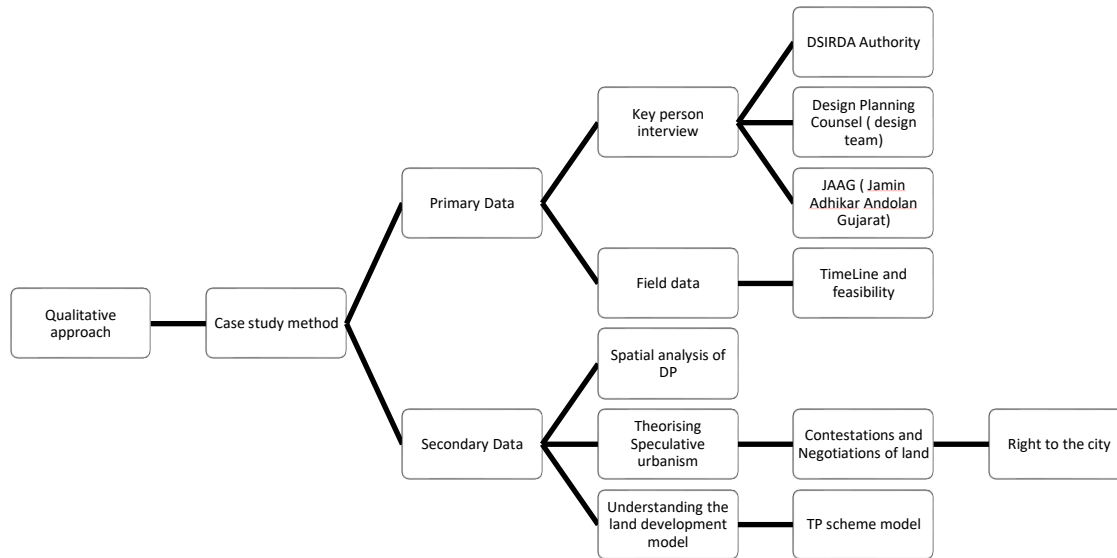 Qualitative
approach
Case study method
Primary Data
Key person
interview
DSIRDA Authority
Design Planning
Counsel ( design
team)
JAAG ( Jamin
Adhikar Andolan
Gujarat)
Field data
TimeLine and
feasibility
Secondary Data
Spatial analysis of
DP
Theorising
Speculative
urbanism
Contestations and
Negotiations of land
Right to the city
Understanding the
land development
model
TP scheme model